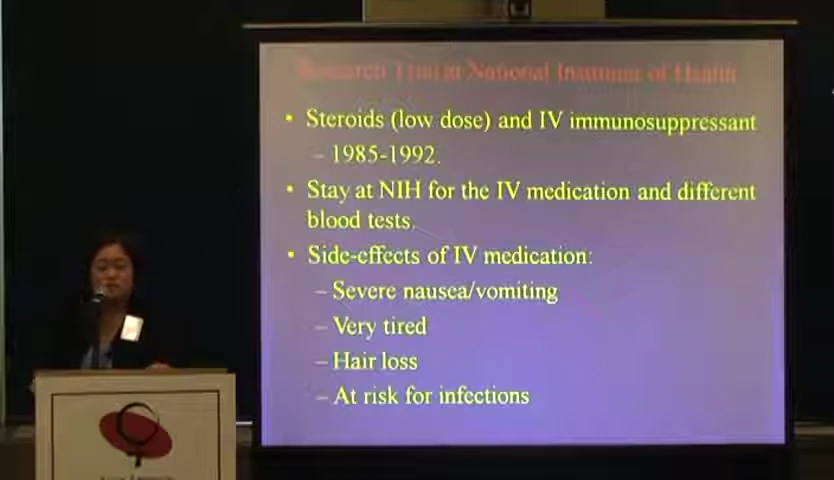 Research Trial at National Institute of Health
• Steroids (low dose) and IV immunosuppressant
– 1985-1992.
• Stay at NIH for the IV medication and different
blood tests.
• Side-effects of IV medication:
– Severe nausea/vomiting
– Very tired
– Hair loss
– At risk for infections